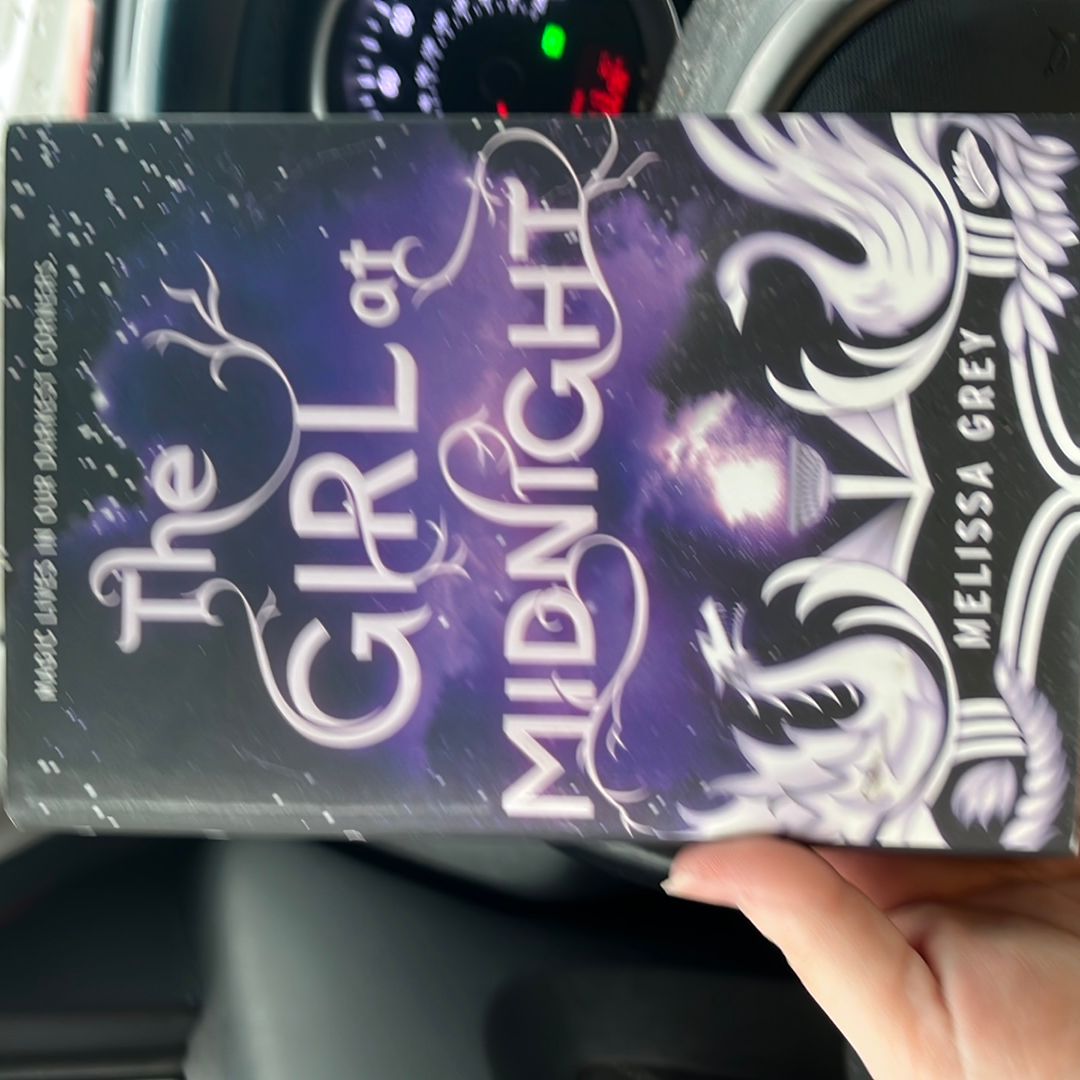 MAGIC LIVES IN OUR DARKEST CORNERS.
The
GIRL at
MIDNIGHT
MELISSA GREY